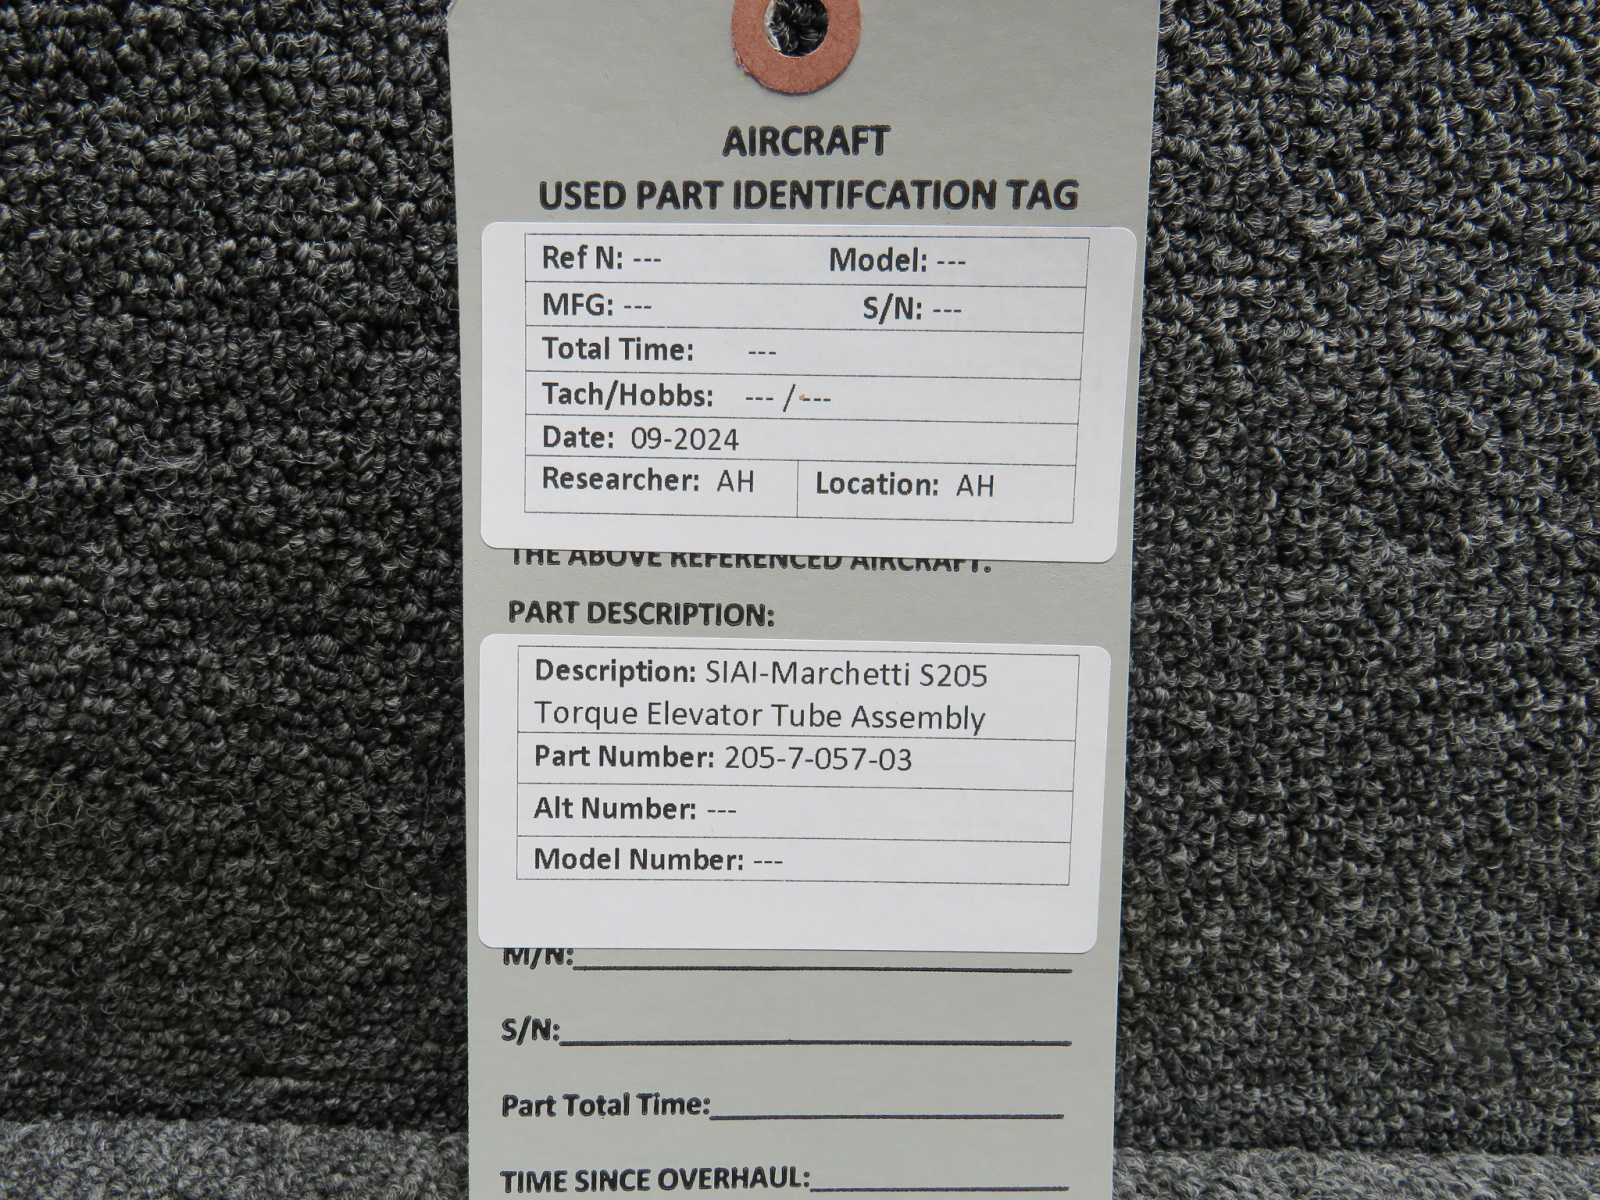 AIRCRAFT
USED PART IDENTIFCATION TAG
Ref N: --- Model: ---
MFG: --- S/N: ---
Total Time: ---
Tach/Hobbs: --- / ---
Date: 09-2024
Researcher: AH Location: AH
THE ABOVE REFERENCED AIRCRAFT.
PART DESCRIPTION:
Description: SIAI-Marchetti S205
Torque Elevator Tube Assembly
Part Number: 205-7-057-03
Alt Number: ---
Model Number: ---
M/N:
S/N:
Part Total Time:
TIME SINCE OVERHAUL: